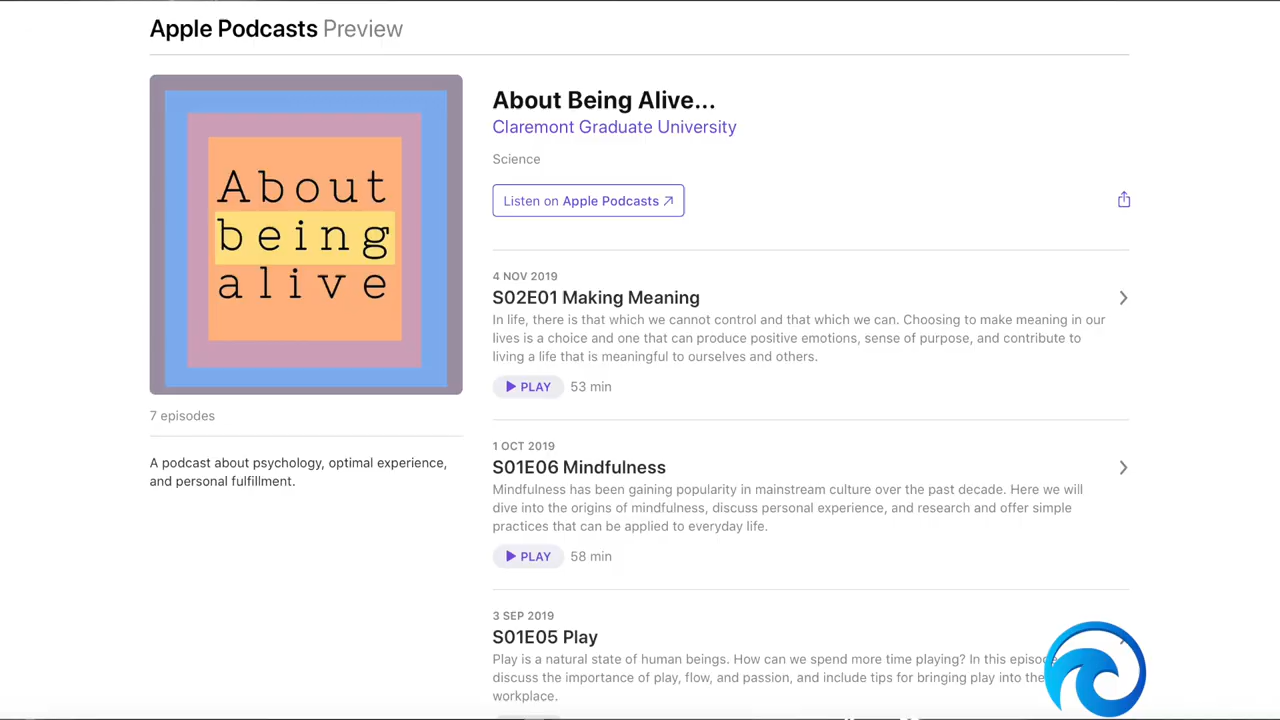 Apple Podcasts Preview
About
being
alive
7 episodes
A podcast about psychology, optimal experience,
and personal fulfillment.
About Being Alive...
Claremont Graduate University
Science
Listen on Apple Podcasts ↗
4 NOV 2019
S02E01 Making Meaning
In life, there is that which we cannot control and that which we can. Choosing to make meaning in our
lives is a choice and one that can produce positive emotions, sense of purpose, and contribute to
living a life that is meaningful to ourselves and others.
PLAY 53 min
1 OCT 2019
S01E06 Mindfulness
Mindfulness has been gaining popularity in mainstream culture over the past decade. Here we will
dive into the origins of mindfulness, discuss personal experience, and research and offer simple
practices that can be applied to everyday life.
PLAY 58 min
3 SEP 2019
S01E05 Play
Play is a natural state of human beings. How can we spend more time playing? In this episode
discuss the importance of play, flow, and passion, and include tips for bringing play into the
workplace.